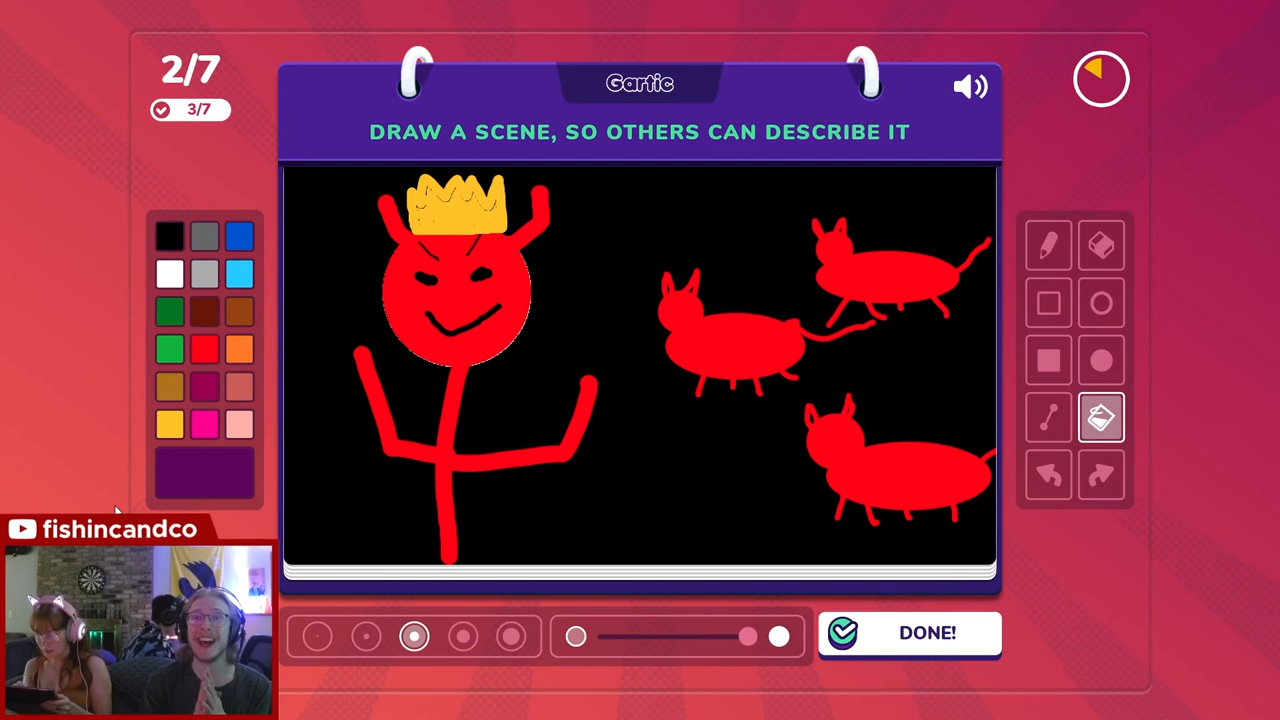 2/7
3/7
Gartic
DRAW A SCENE, SO OTHERS CAN DESCRIBE IT
fishincandco
DONE!